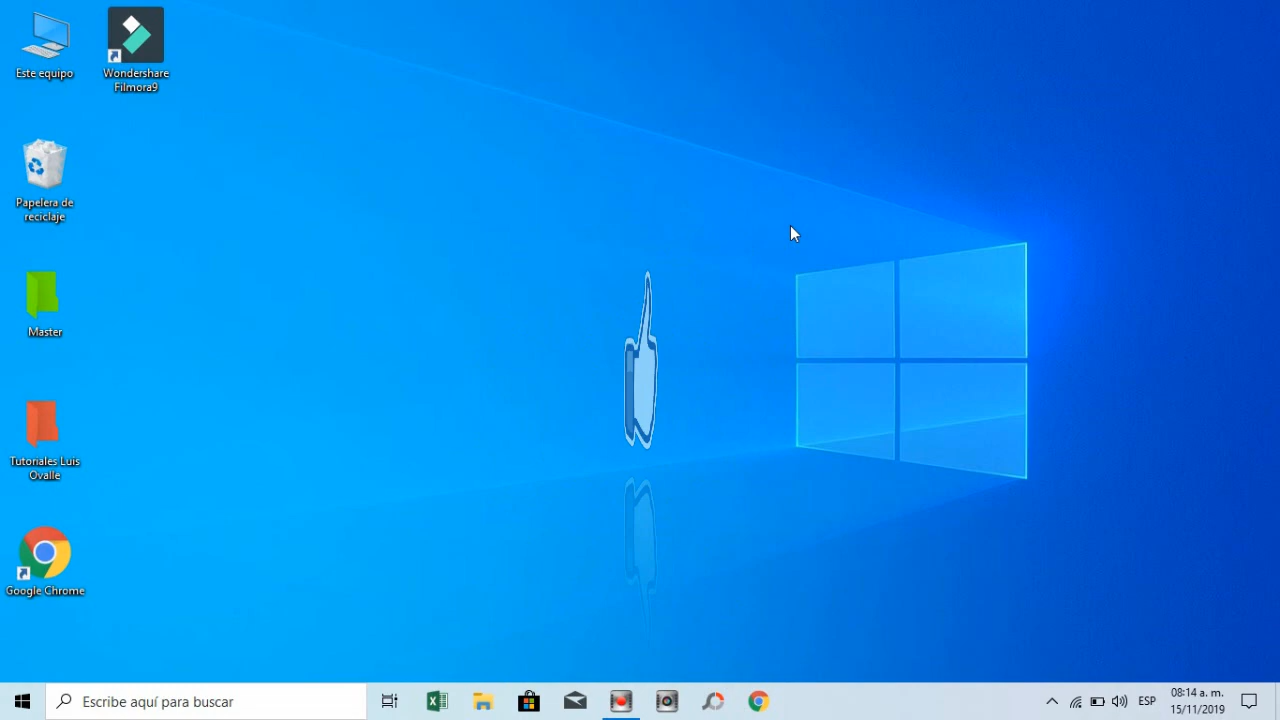 Este equipo
Wondershare
Filmora9
Papelera de
reciclaje
Master
Tutoriales Luis
Ovalle
Google Chrome
Escribe aquí para buscar
ESP
08:14 a. m.
15/11/2019